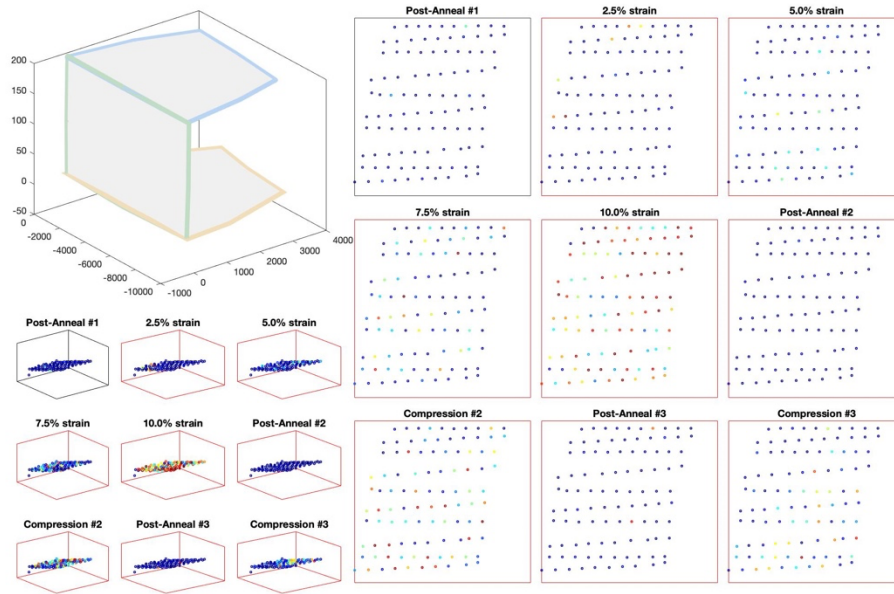 200
150
100
50
0
-50
0
-2000
-4000
-6000
-8000
-10000
-1000
0
1000
2000
3000
4000
Post-Anneal #1
2.5% strain
5.0% strain
7.5% strain
10.0% strain
Post-Anneal #2
Compression #2
Post-Anneal #3
Compression #3
Post-Anneal #1
2.5% strain
5.0% strain
7.5% strain
10.0% strain
Post-Anneal #2
Compression #2
Post-Anneal #3
Compression #3